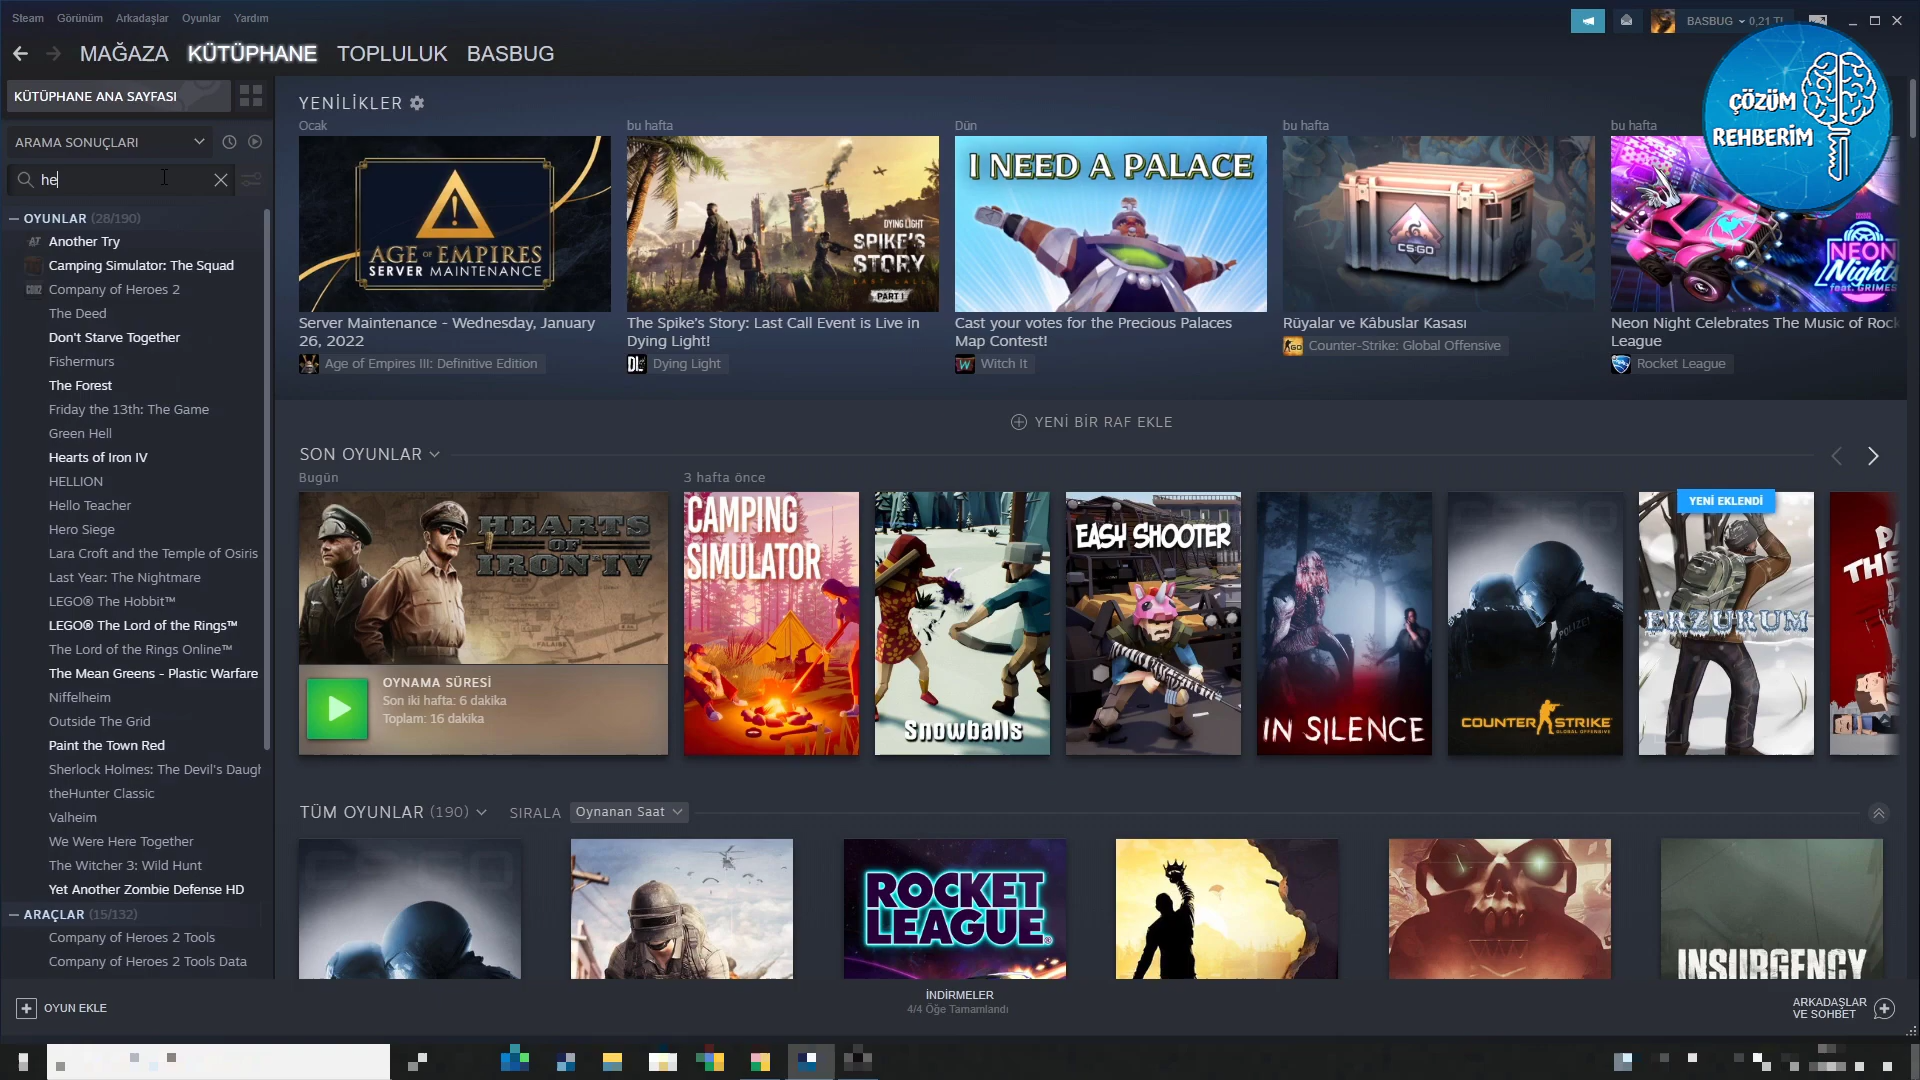 Steam Görünüm Arkadaşlar Oyunlar Yardım
BASBUG 0,21 TL
MAĞAZA KÜTÜPHANE TOPLULUK BASBUG
ÇÖZÜM
REHBERİM
KÜTÜPHANE ANA SAYFASI
ARAMA SONUÇLARI
he
OYUNLAR (28/190)
Another Try
Camping Simulator: The Squad
Company of Heroes 2
The Deed
Don't Starve Together
Fishermurs
The Forest
Friday the 13th: The Game
Green Hell
Hearts of Iron IV
HELLION
Hello Teacher
Hero Siege
Lara Croft and the Temple of Osiris
Last Year: The Nightmare
LEGO® The Hobbit™
LEGO® The Lord of the Rings™
The Lord of the Rings Online™
The Mean Greens - Plastic Warfare
Niffelheim
Outside The Grid
Paint the Town Red
Sherlock Holmes: The Devil's Daugh
theHunter Classic
Valheim
We Were Here Together
The Witcher 3: Wild Hunt
Yet Another Zombie Defense HD
ARAÇLAR (15/132)
Company of Heroes 2 Tools
Company of Heroes 2 Tools Data
OYUN EKLE
YENİLİKLER
Ocak
AGE OF EMPIRES
SERVER MAINTENANCE
Server Maintenance - Wednesday, January
26, 2022
Age of Empires III: Definitive Edition
bu hafta
DYING LIGHT
SPIKE'S
STORY
LAST CALL
PART I
The Spike's Story: Last Call Event is Live in
Dying Light!
DL Dying Light
Dün
I NEED A PALACE
Cast your votes for the Precious Palaces
Map Contest!
W Witch It
bu hafta
CS:GO
Rüyalar ve Kâbuslar Kasası
Counter-Strike: Global Offensive
bu hafta
NEON
Nights
feat. GRIMES
Neon Night Celebrates The Music of Rock
League
Rocket League
YENİ BİR RAF EKLE
SON OYUNLAR
Bugün
HEARTS
OF
IRON IV
OYNAMA SÜRESİ
Son iki hafta: 6 dakika
Toplam: 16 dakika
3 hafta önce
CAMPING
SIMULATOR
Snowballs
EASY SHOOTER
IN SILENCE
POLIZEI
COUNTER STRIKE
GLOBAL OFFENSIVE
YENİ EKLENDİ
ERZURUM
TÜM OYUNLAR (190) SIRALA Oynanan Saat
ROCKET
LEAGUE
INSURGENCY
İNDİRMELER
4/4 Öğe Tamamlandı
ARKADAŞLAR
VE SOHBET